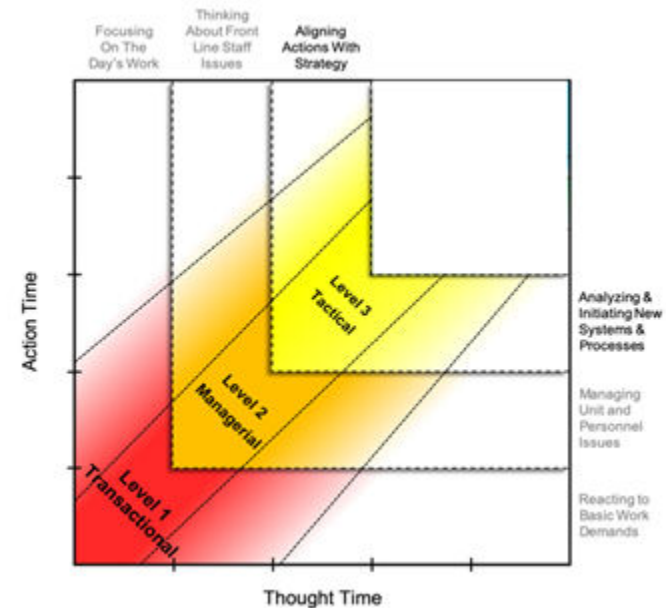 Focusing
On The
Day's Work
Thinking
About Front
Line Staff
Issues
Aligning
Actions With
Strategy
Action Time
Level 3
Tactical
Level 2
Managerial
Level 1
Transactional
Analyzing &
Initiating New
Systems &
Processes
Managing
Unit and
Personnel
Issues
Reacting to
Basic Work
Demands
Thought Time